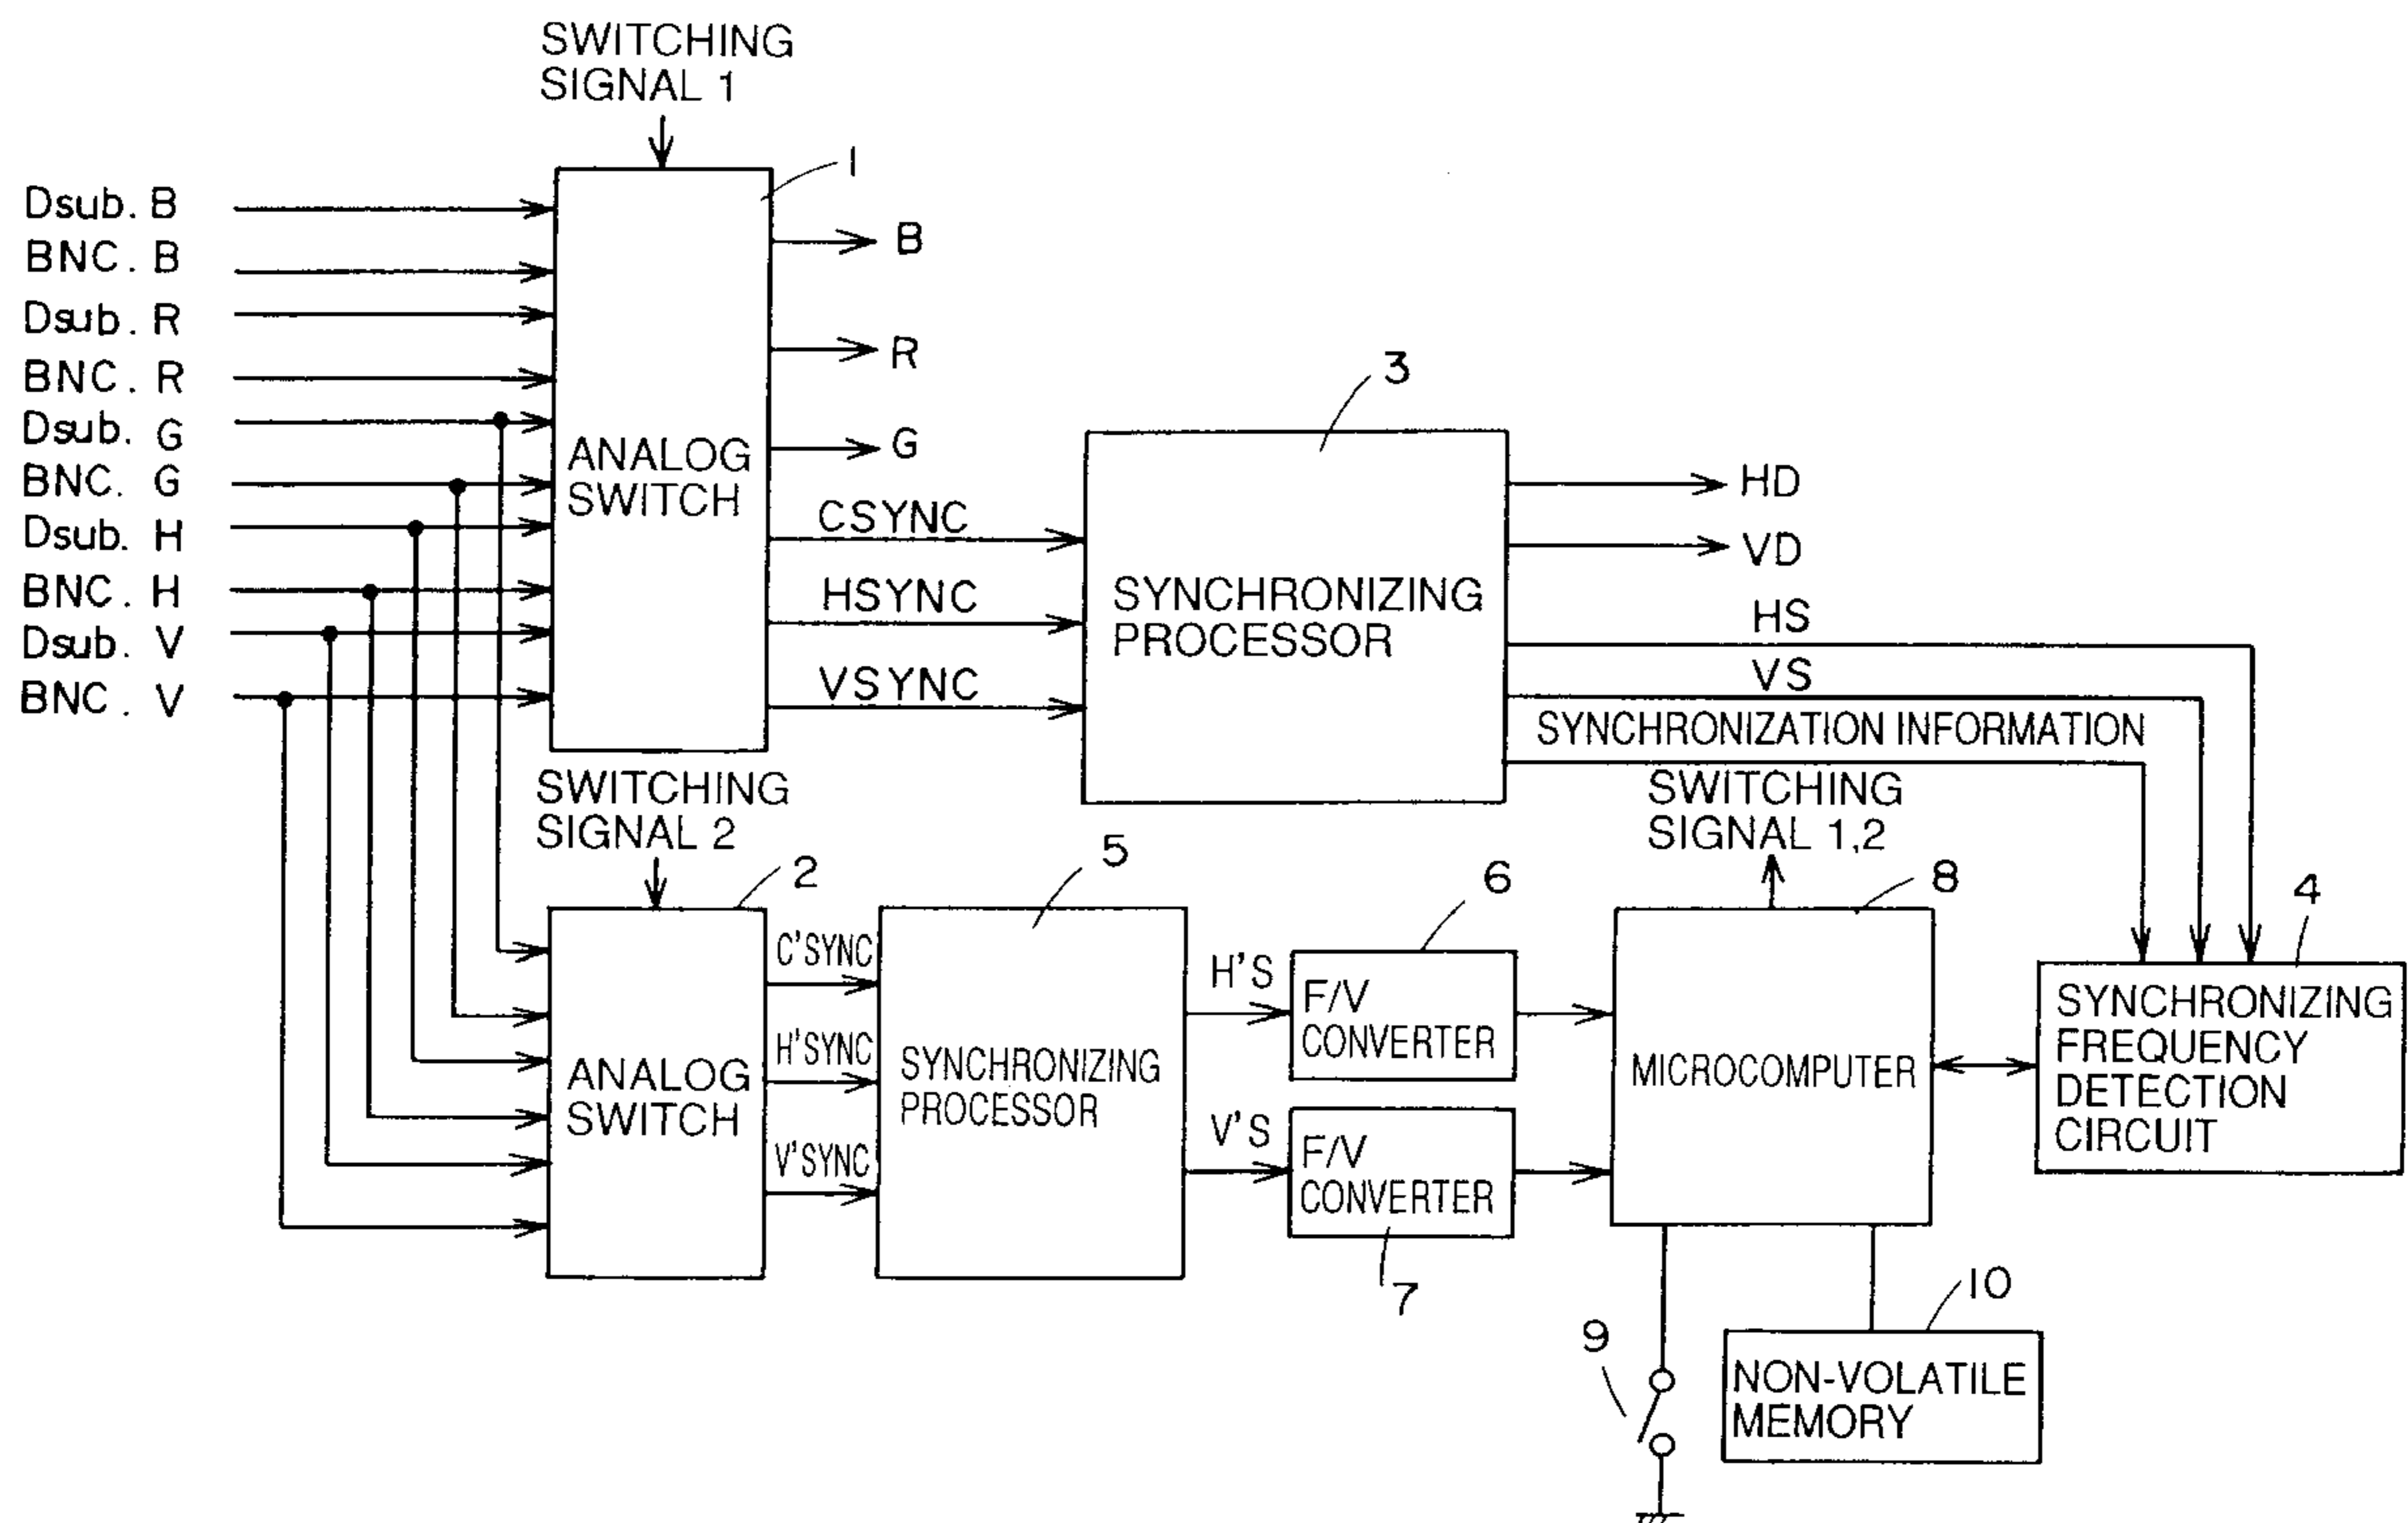 SWITCHING
SIGNAL 1
1
Dsub. B
BNC. B
Dsub. R
BNC. R
Dsub. G
BNC. G
Dsub. H
BNC. H
Dsub. V
BNC. V
ANALOG
SWITCH
B
R
G
CSYNC
HSYNC
VSYNC
3
SYNCHRONIZING
PROCESSOR
HD
VD
HS
VS
SYNCHRONIZATION INFORMATION
SWITCHING
SIGNAL 2
2
ANALOG
SWITCH
C'SYNC
H'SYNC
V'SYNC
5
SYNCHRONIZING
PROCESSOR
H'S
V'S
6
F/V
CONVERTER
F/V
CONVERTER
7
SWITCHING
SIGNAL 1,2
8
MICROCOMPUTER
4
SYNCHRONIZING
FREQUENCY
DETECTION
CIRCUIT
9
10
NON-VOLATILE
MEMORY